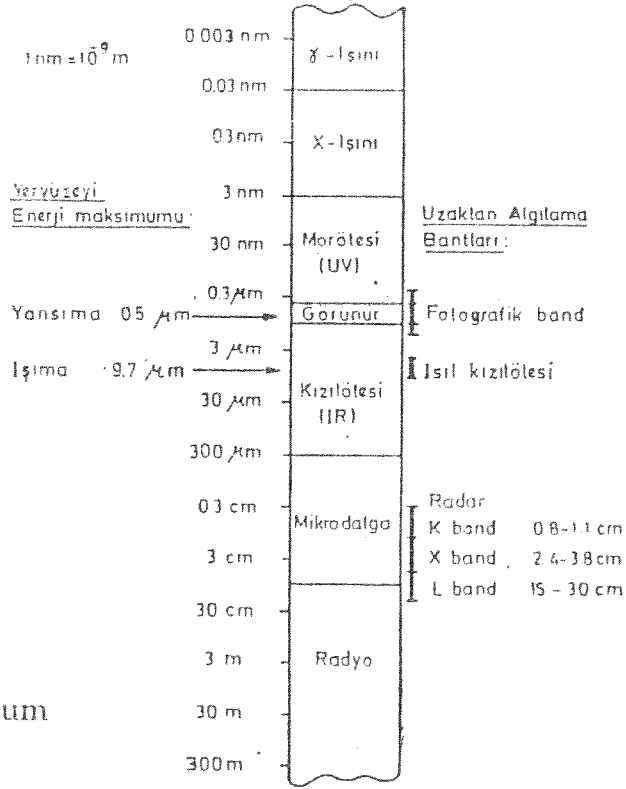 1 nm = 10⁻⁹ m
0.003 nm
γ-Işını
0.03 nm
0.3 nm
X-Işını
3 nm
Yeryüzeyi
Enerji maksimumu:
30 nm
Morötesi
(UV)
Uzaktan Algılama
Bantları:
0.3 μm
Yansıma 0.5 μm
Görünur
Fotografik band
3 μm
Işıma 9.7 μm
Isıl kızılötesi
Kızılötesi
(IR)
30 μm
300 μm
0.3 cm
Mikrodalga
Radar
K band 0.8-1.1 cm
3 cm
X band 2.4-3.8 cm
L band 15-30 cm
30 cm
3 m
Radyo
um
30 m
300 m